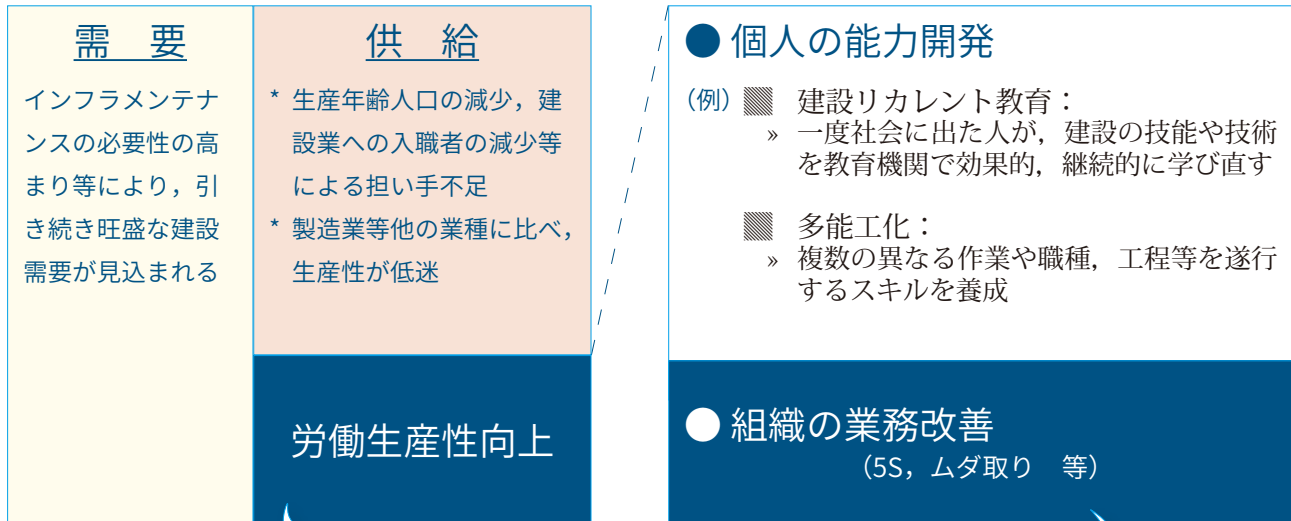 需　要
インフラメンテナ
ンスの必要性の高
まり等により，引
き続き旺盛な建設
需要が見込まれる
供　給
* 生産年齢人口の減少，建
設業への入職者の減少等
による担い手不足
* 製造業等他の業種に比べ，
生産性が低迷
労働生産性向上
● 個人の能力開発
（例）▒ 建設リカレント教育：
» 一度社会に出た人が，建設の技能や技術
を教育機関で効果的，継続的に学び直す
▒ 多能工化：
» 複数の異なる作業や職種，工程等を遂行
するスキルを養成
● 組織の業務改善
（5S，ムダ取り　等）